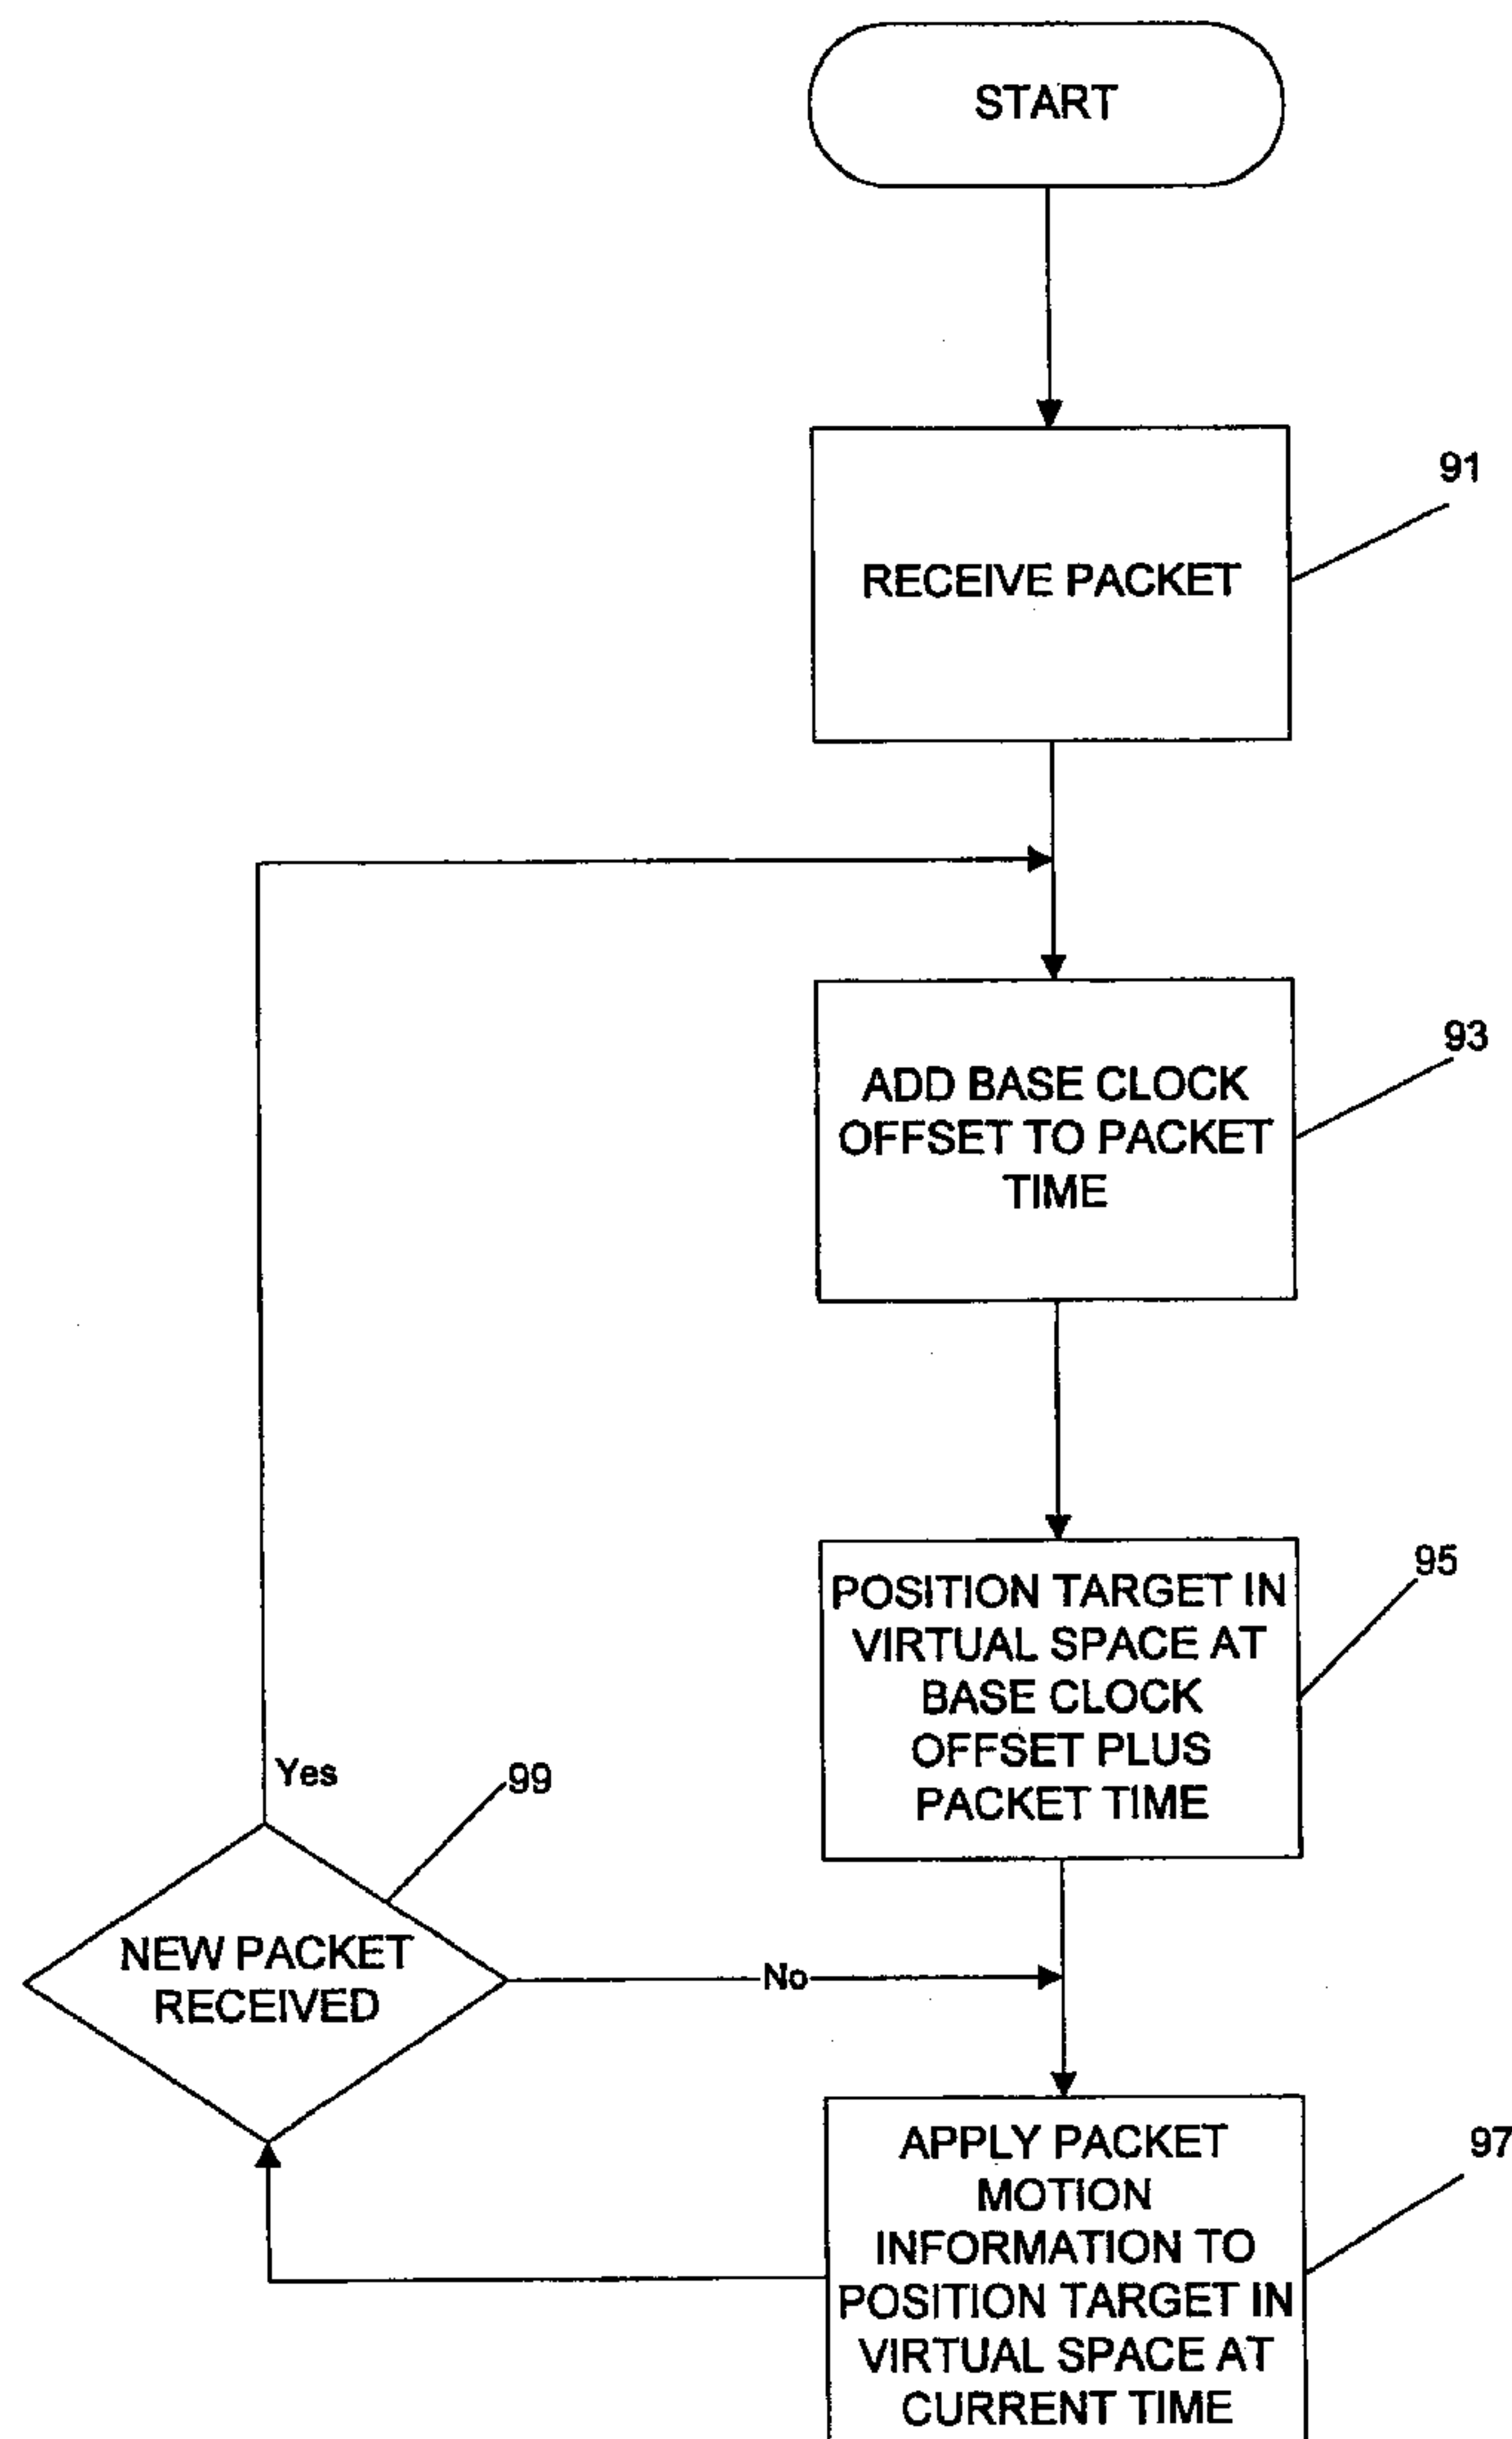 START
91
RECEIVE PACKET
93
ADD BASE CLOCK
OFFSET TO PACKET
TIME
95
POSITION TARGET IN
VIRTUAL SPACE AT
BASE CLOCK
OFFSET PLUS
PACKET TIME
Yes
99
NEW PACKET
RECEIVED
No
97
APPLY PACKET
MOTION
INFORMATION TO
POSITION TARGET IN
VIRTUAL SPACE AT
CURRENT TIME